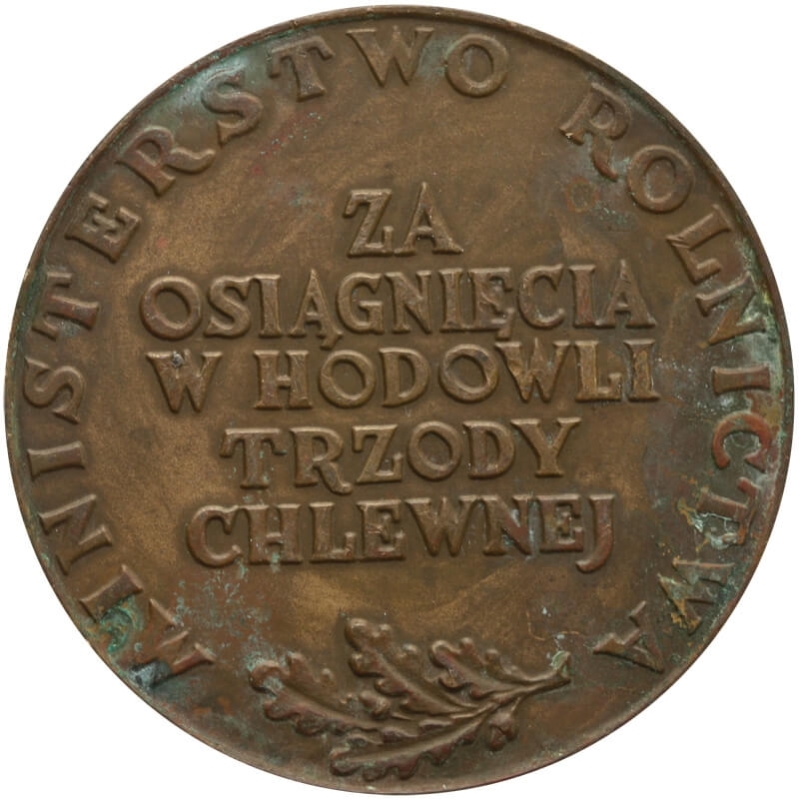 MINISTERSTWO ROLNICTWA
ZA
OSIĄGNIĘCIA
W HODOWLI
TRZODY
CHLEWNEJ